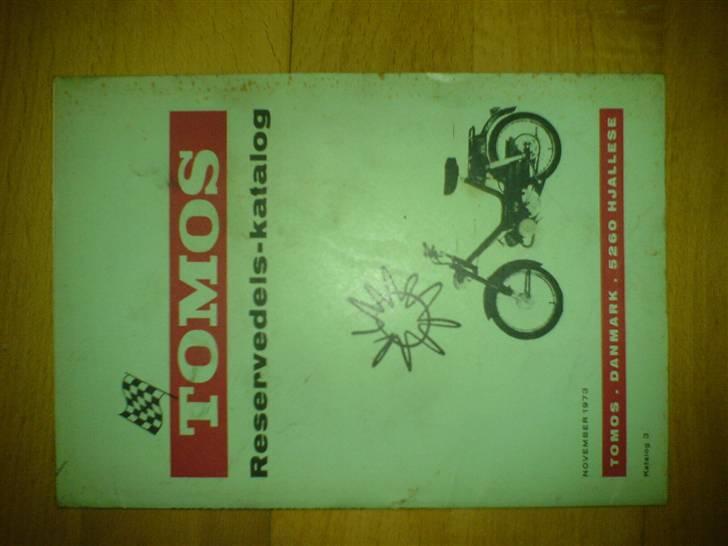 TOMOS
Reservedels-katalog
NOVEMBER 1973
TOMOS . DANMARK . 5260 HJALLESE
Katalog 3